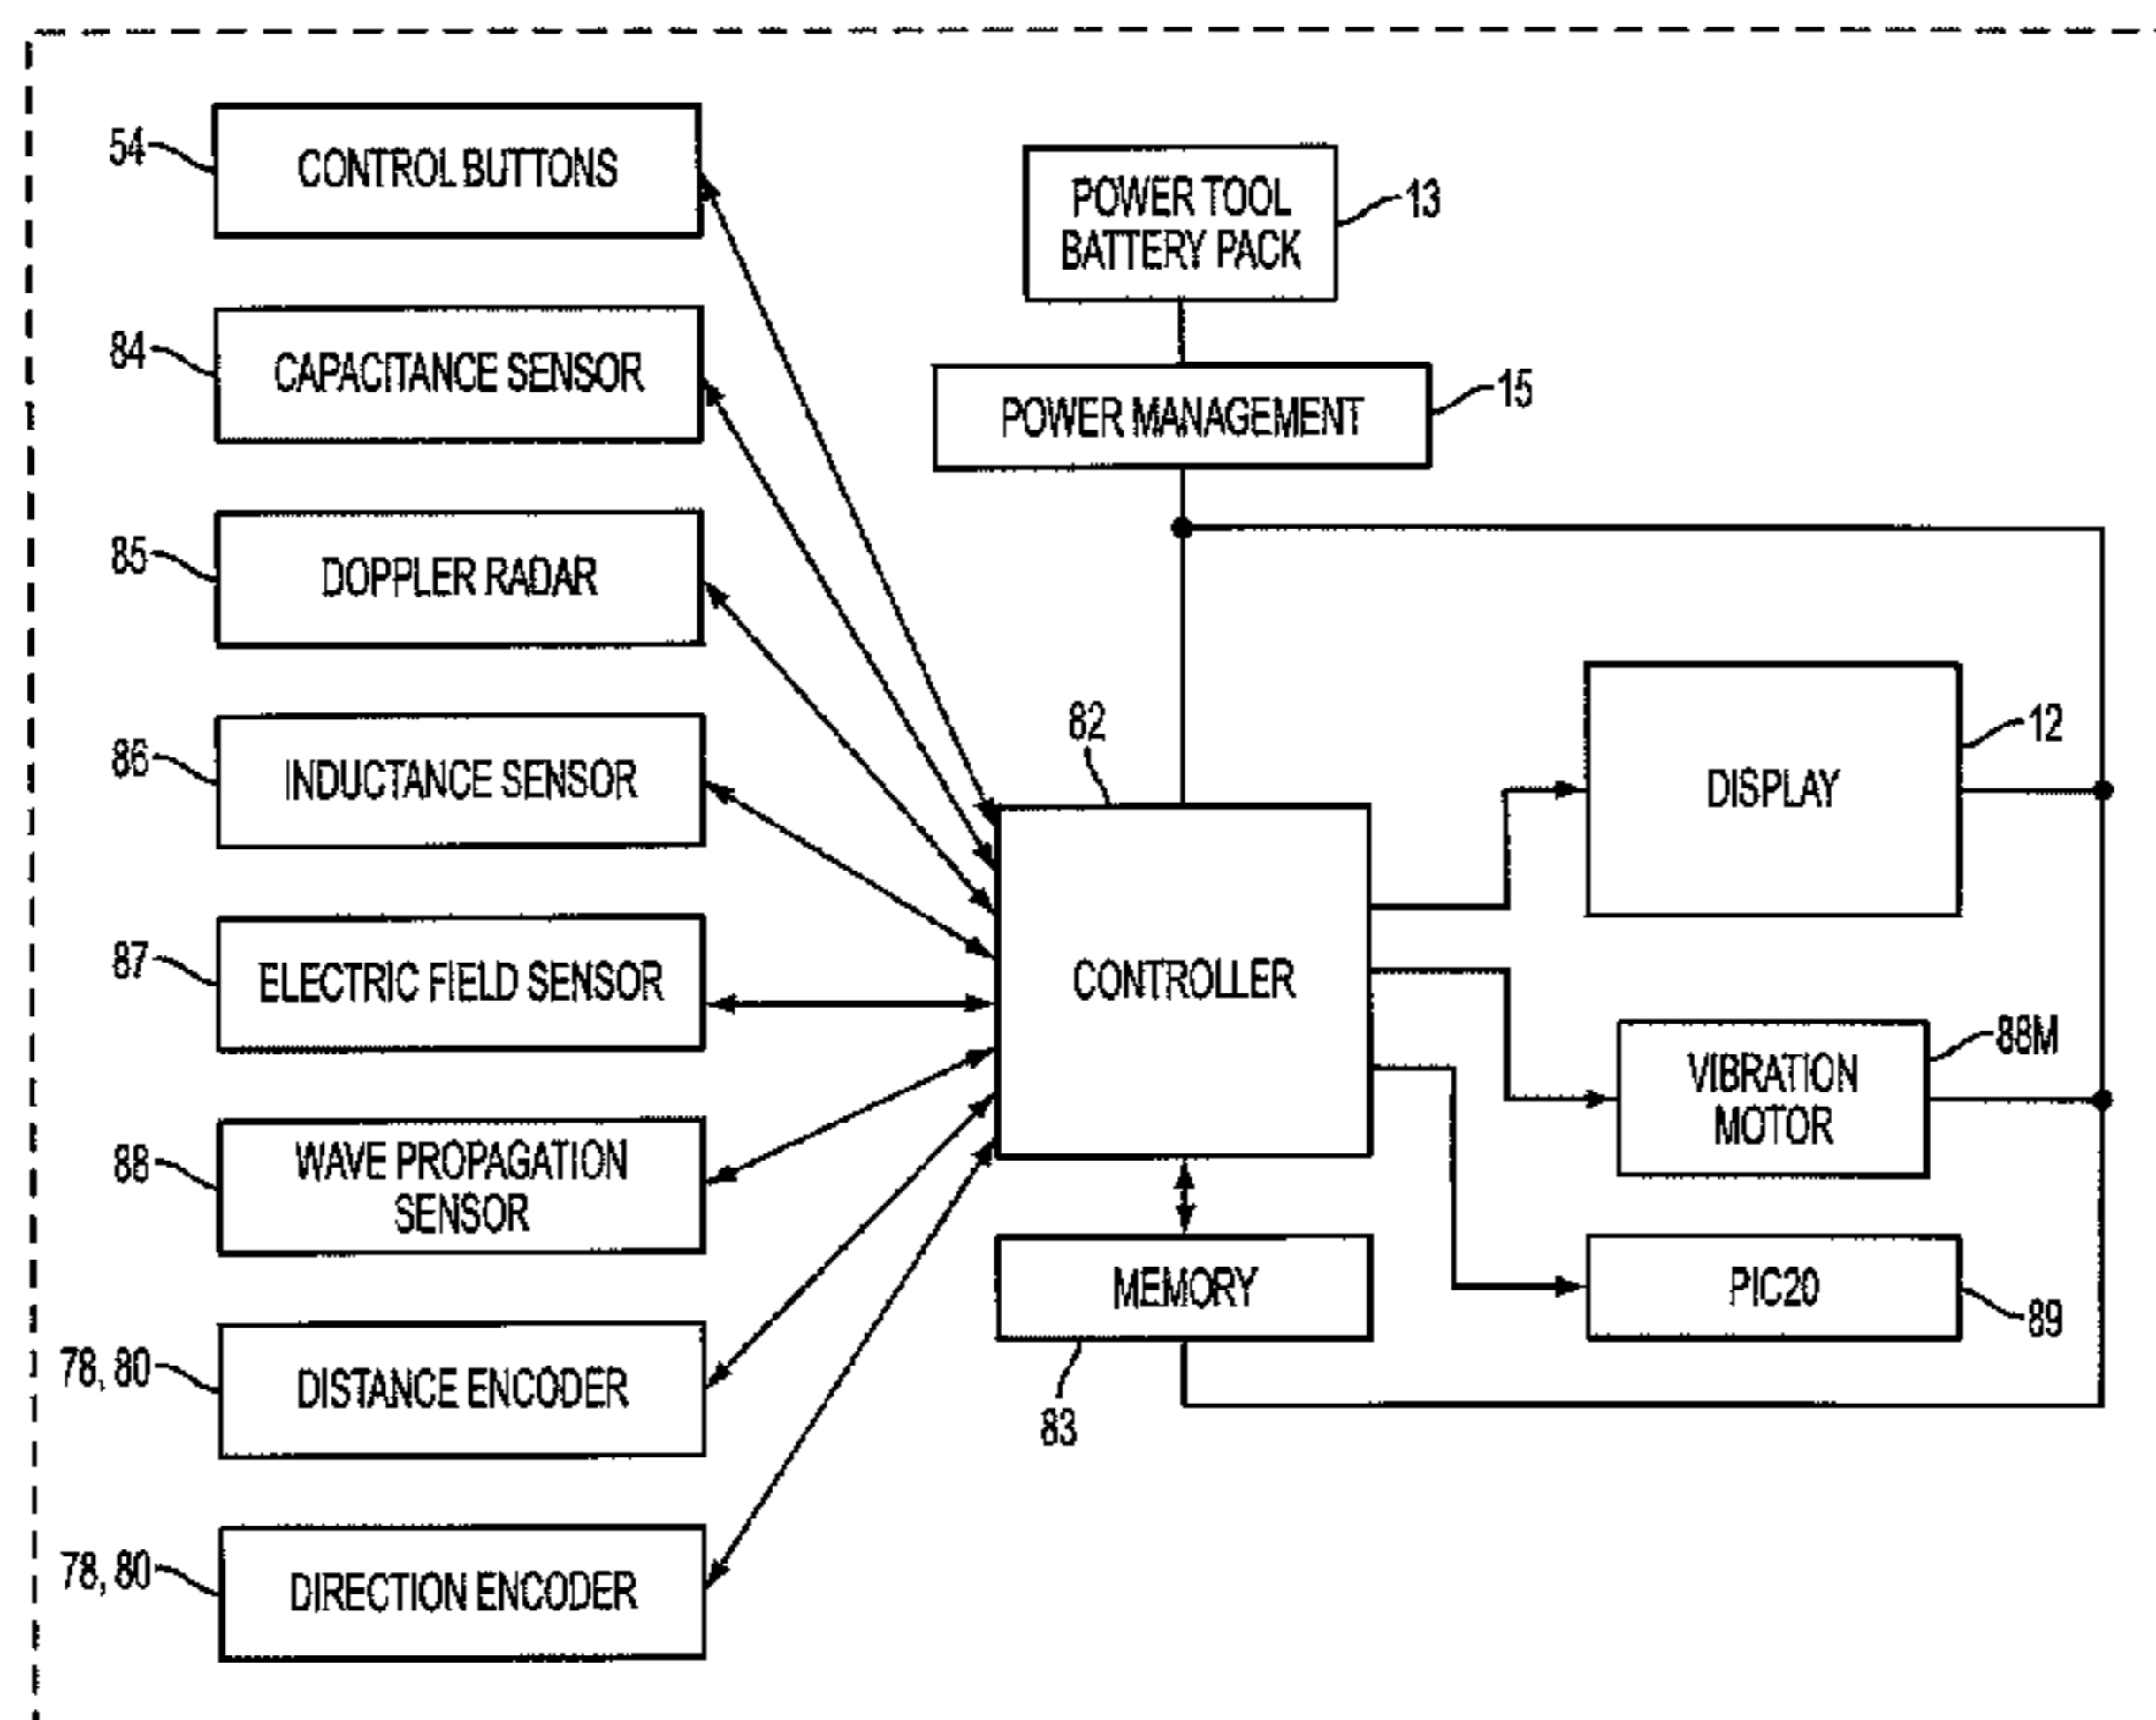 54
CONTROL BUTTONS
84
CAPACITANCE SENSOR
85
DOPPLER RADAR
86
INDUCTANCE SENSOR
87
ELECTRIC FIELD SENSOR
88
WAVE PROPAGATION
SENSOR
78, 80
DISTANCE ENCODER
78, 80
DIRECTION ENCODER
POWER TOOL
BATTERY PACK
13
POWER MANAGEMENT
15
82
CONTROLLER
MEMORY
83
DISPLAY
12
VIBRATION
MOTOR
88M
PIC20
89